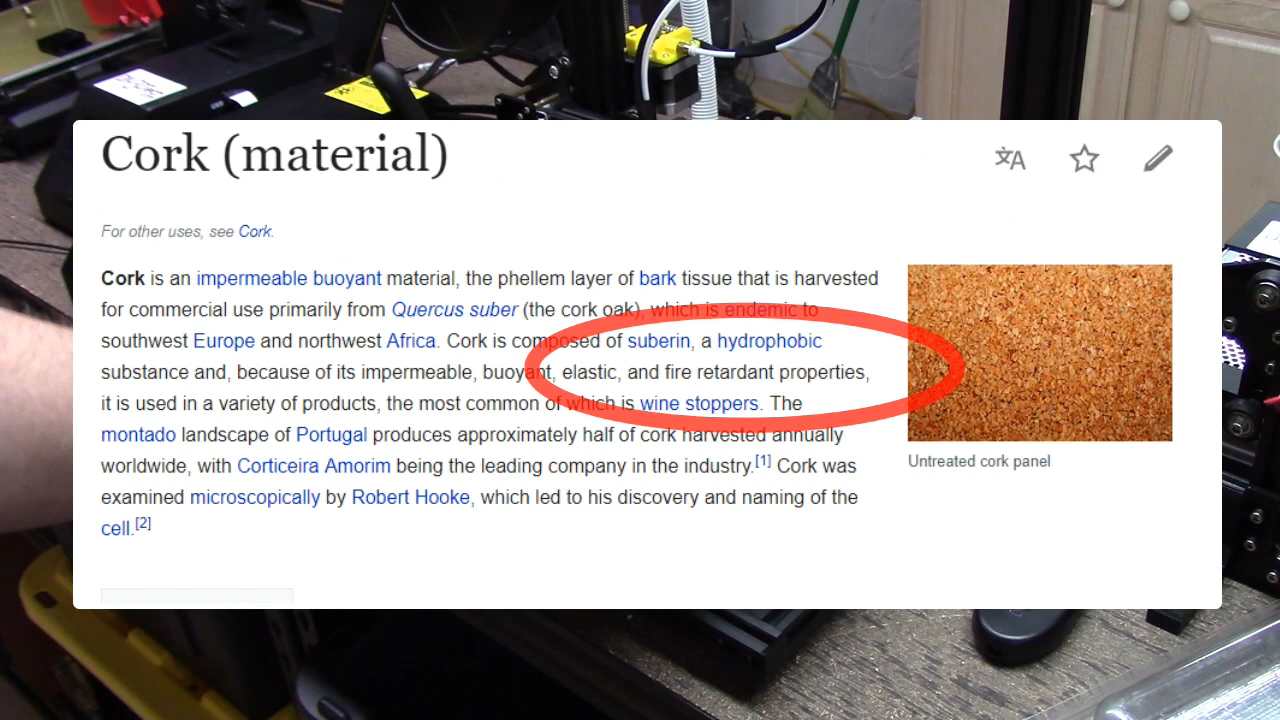 Cork (material)
For other uses, see Cork.
Cork is an impermeable buoyant material, the phellem layer of bark tissue that is harvested
for commercial use primarily from Quercus suber (the cork oak), which is endemic to
southwest Europe and northwest Africa. Cork is composed of suberin, a hydrophobic
substance and, because of its impermeable, buoyant, elastic, and fire retardant properties,
it is used in a variety of products, the most common of which is wine stoppers. The
montado landscape of Portugal produces approximately half of cork harvested annually
worldwide, with Corticeira Amorim being the leading company in the industry.[1] Cork was
examined microscopically by Robert Hooke, which led to his discovery and naming of the
cell.[2]
Untreated cork panel